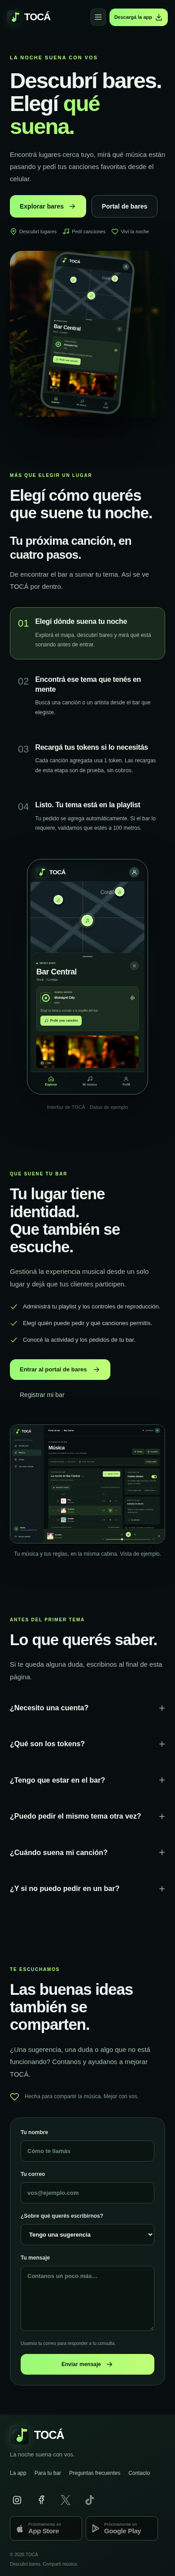 TOCÁ
Descargá la app
LA NOCHE SUENA CON VOS
Descubrí bares.
Elegí qué
suena.
Encontrá lugares cerca tuyo, mirá qué música están
pasando y pedí tus canciones favoritas desde el
celular.
Explorar bares
Portal de bares
Descubrí lugares
Pedí canciones
Viví la noche
TOCÁ
Bar Central
MÁS QUE ELEGIR UN LUGAR
Elegí cómo querés
que suene tu noche.
Tu próxima canción, en
cuatro pasos.
De encontrar el bar a sumar tu tema. Así se ve
TOCÁ por dentro.
01
Elegí dónde suena tu noche
Explorá el mapa, descubrí bares y mirá qué está
sonando antes de entrar.
02
Encontrá ese tema que tenés en
mente
Buscá una canción o un artista desde el bar que
elegiste.
03
Recargá tus tokens si lo necesitás
Cada canción agregada usa 1 token. Las recargas
de esta etapa son de prueba, sin cobros.
04
Listo. Tu tema está en la playlist
Tu pedido se agrega automáticamente. Si el bar lo
requiere, validamos que estés a 100 metros.
TOCÁ
Bar Central
Midnight City
Pedir una canción
Explorar
Mi música
Perfil
Interfaz de TOCÁ · Datos de ejemplo
QUE SUENE TU BAR
Tu lugar tiene
identidad.
Que también se
escuche.
Gestioná la experiencia musical desde un solo
lugar y dejá que tus clientes participen.
Administrá tu playlist y los controles de reproducción.
Elegí quién puede pedir y qué canciones permitís.
Conocé la actividad y los pedidos de tu bar.
Entrar al portal de bares
Registrar mi bar
TOCÁ
Música
Tu música y tus reglas, en la misma cabina. Vista de ejemplo.
ANTES DEL PRIMER TEMA
Lo que querés saber.
Si te queda alguna duda, escribinos al final de esta
página.
¿Necesito una cuenta?
¿Qué son los tokens?
¿Tengo que estar en el bar?
¿Puedo pedir el mismo tema otra vez?
¿Cuándo suena mi canción?
¿Y si no puedo pedir en un bar?
TE ESCUCHAMOS
Las buenas ideas
también se
comparten.
¿Una sugerencia, una duda o algo que no está
funcionando? Contanos y ayudanos a mejorar
TOCÁ.
Hecha para compartir la música. Mejor con vos.
Tu nombre
Cómo te llamás
Tu correo
vos@ejemplo.com
¿Sobre qué querés escribirnos?
Tengo una sugerencia
Tu mensaje
Contanos un poco más…
Usamos tu correo para responder a tu consulta.
Enviar mensaje
TOCÁ
La noche suena con vos.
La app
Para tu bar
Preguntas frecuentes
Contacto
Próximamente en
App Store
Próximamente en
Google Play
© 2026 TOCÁ
Descubrí bares. Compartí música.